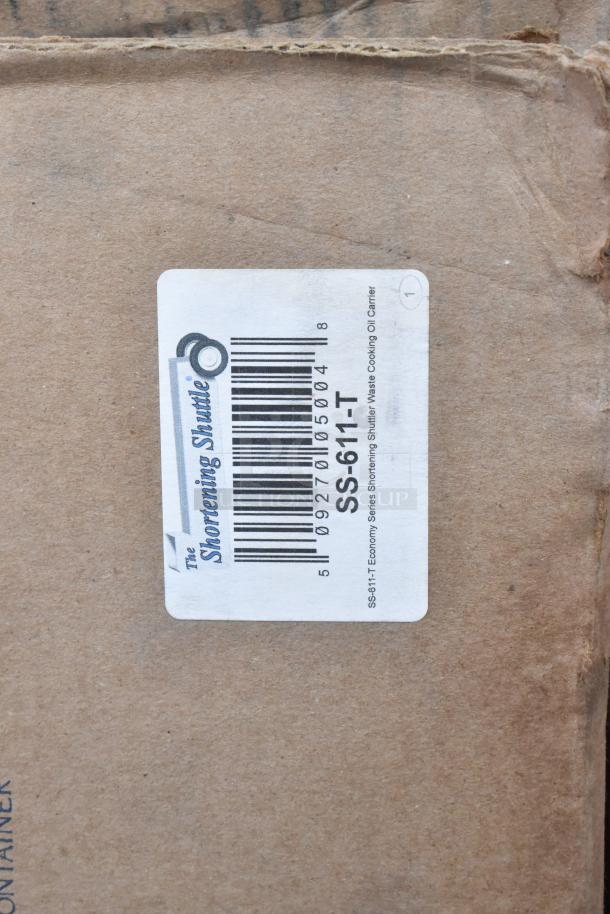 The
Shortening Shuttle®
5 09270 05004 8
SS-611-T
SS-611-T Economy Series Shortening Shuttler Waste Cooking Oil Carrier
1
ONTAINER